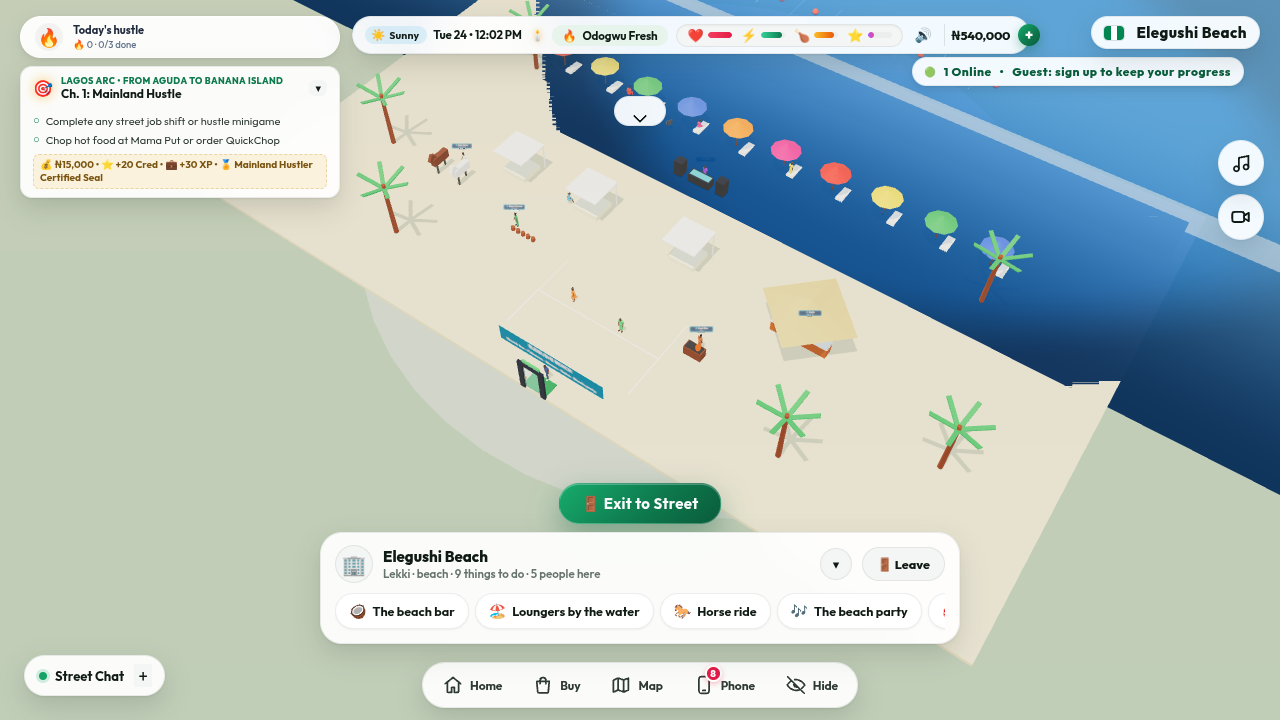 Today's hustle
🔥 0 · 0/3 done
LAGOS ARC • FROM AGUDA TO BANANA ISLAND
Ch. 1: Mainland Hustle
Complete any street job shift or hustle minigame
Chop hot food at Mama Put or order QuickChop
💰 ₦15,000 • ⭐ +20 Cred • 💼 +30 XP • 🏅 Mainland Hustler
Certified Seal
Sunny
Tue 24 • 12:02 PM
Odogwu Fresh
₦540,000
+
Elegushi Beach
1 Online • Guest: sign up to keep your progress
Exit to Street
Elegushi Beach
Lekki · beach · 9 things to do · 5 people here
Leave
The beach bar
Loungers by the water
Horse ride
The beach party
Street Chat +
Home
Buy
Map
8
Phone
Hide